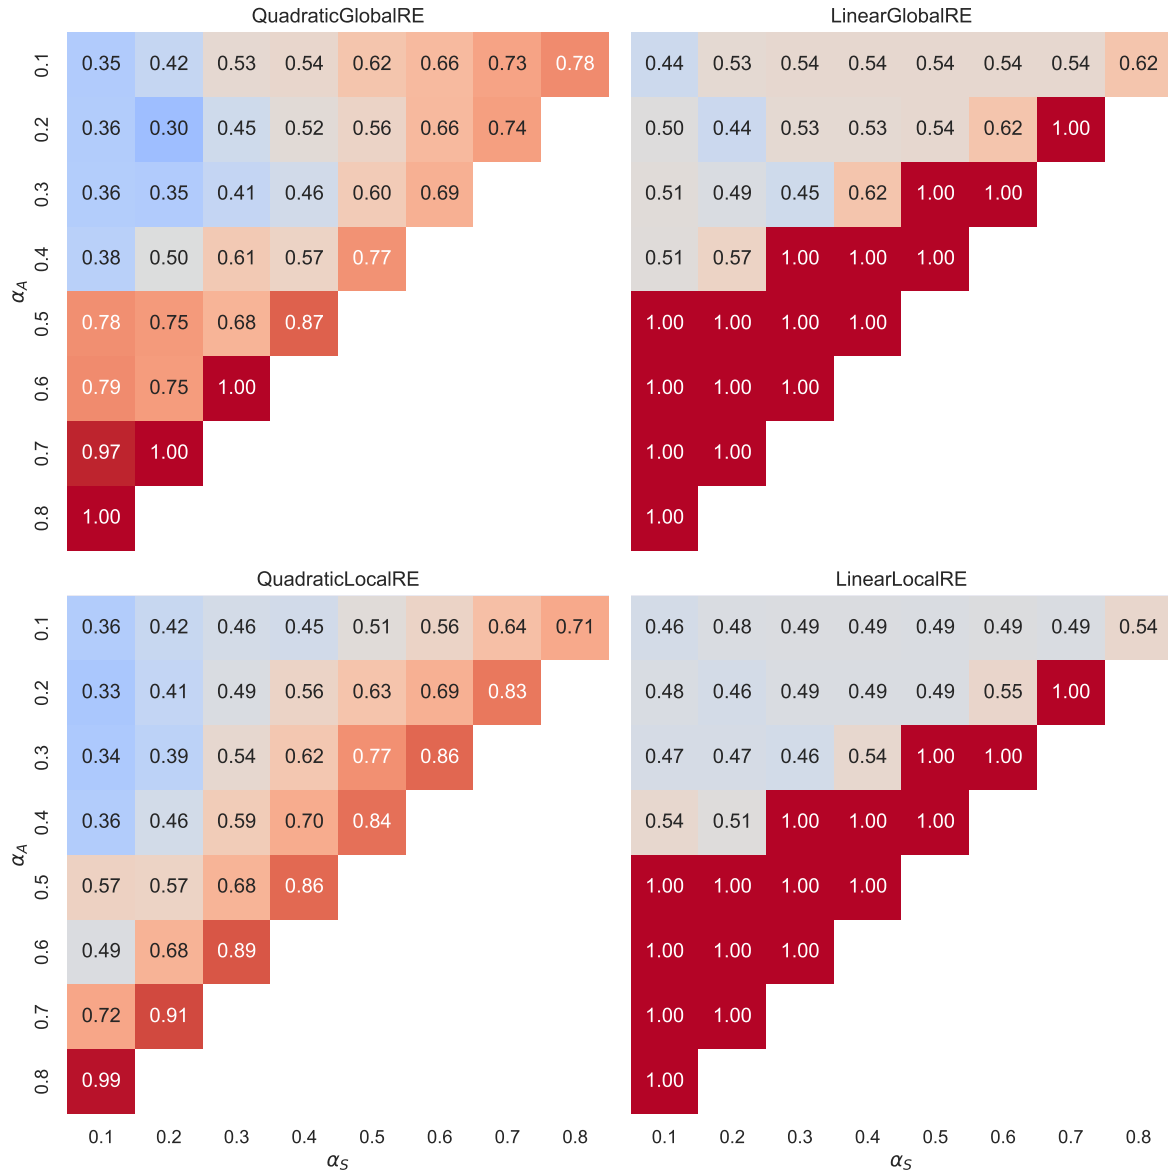 QuadraticGlobalRE
0.1 0.35 0.42 0.53 0.54 0.62 0.66 0.73 0.78
0.2 0.36 0.30 0.45 0.52 0.56 0.66 0.74
0.3 0.36 0.35 0.41 0.46 0.60 0.69
0.4 0.38 0.50 0.61 0.57 0.77
0.5 0.78 0.75 0.68 0.87
0.6 0.79 0.75 1.00
0.7 0.97 1.00
0.8 1.00
α_A
LinearGlobalRE
0.44 0.53 0.54 0.54 0.54 0.54 0.54 0.62
0.50 0.44 0.53 0.53 0.54 0.62 1.00
0.51 0.49 0.45 0.62 1.00 1.00
0.51 0.57 1.00 1.00 1.00
1.00 1.00 1.00 1.00
1.00 1.00 1.00
1.00 1.00
1.00
QuadraticLocalRE
0.1 0.36 0.42 0.46 0.45 0.51 0.56 0.64 0.71
0.2 0.33 0.41 0.49 0.56 0.63 0.69 0.83
0.3 0.34 0.39 0.54 0.62 0.77 0.86
0.4 0.36 0.46 0.59 0.70 0.84
0.5 0.57 0.57 0.68 0.86
0.6 0.49 0.68 0.89
0.7 0.72 0.91
0.8 0.99
α_A
0.1 0.2 0.3 0.4 0.5 0.6 0.7 0.8
α_S
LinearLocalRE
0.46 0.48 0.49 0.49 0.49 0.49 0.49 0.54
0.48 0.46 0.49 0.49 0.49 0.55 1.00
0.47 0.47 0.46 0.54 1.00 1.00
0.54 0.51 1.00 1.00 1.00
1.00 1.00 1.00 1.00
1.00 1.00 1.00
1.00 1.00
1.00
0.1 0.2 0.3 0.4 0.5 0.6 0.7 0.8
α_S